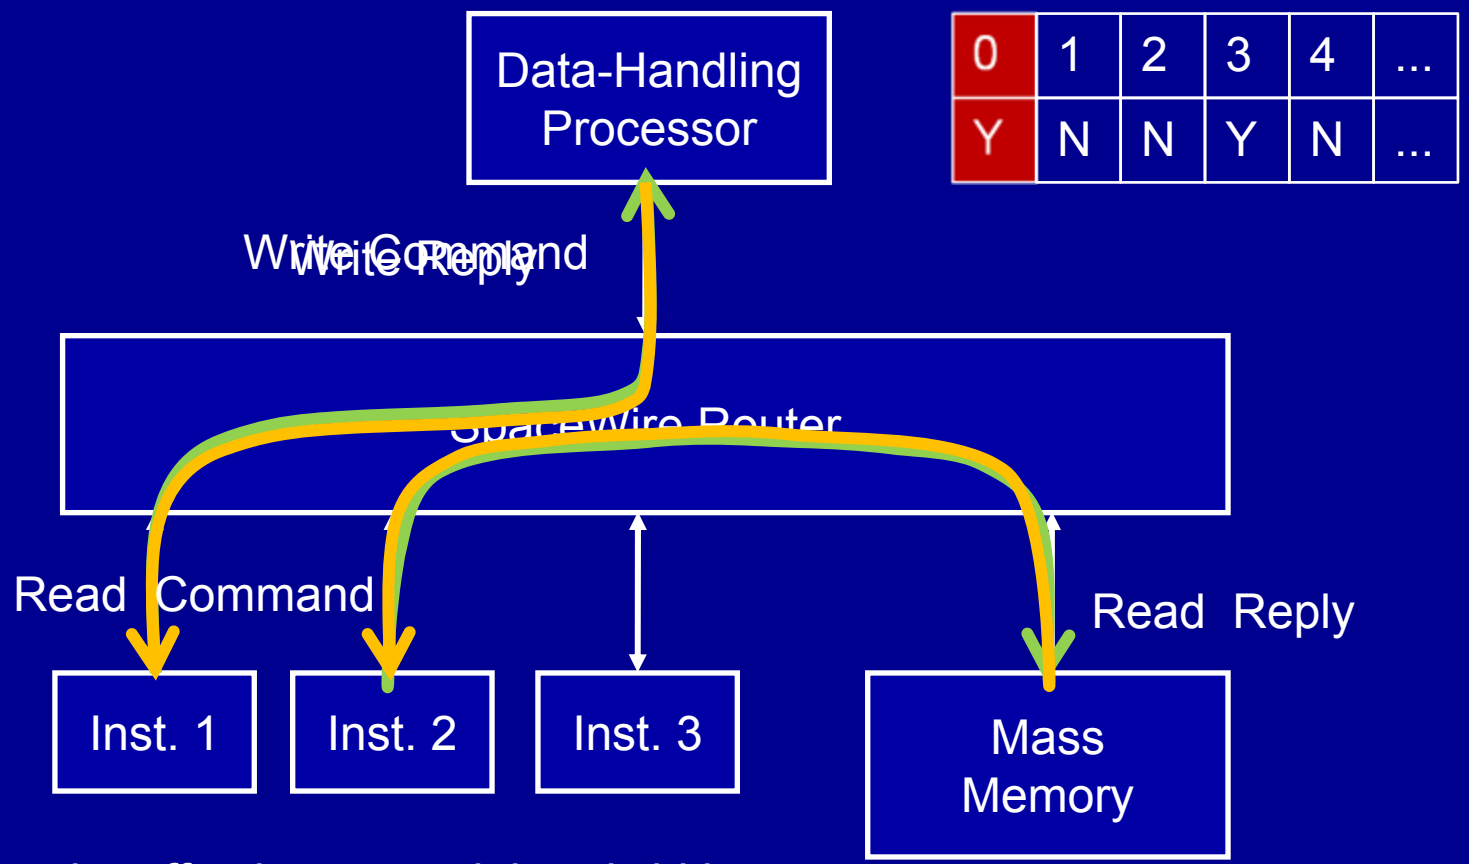 Data-Handling
Processor
0 1 2 3 4 ...
Y N N Y N ...
Write Command
Write Reply
SpaceWire Router
Read Command
Read Reply
Inst. 1
Inst. 2
Inst. 3
Mass
Memory